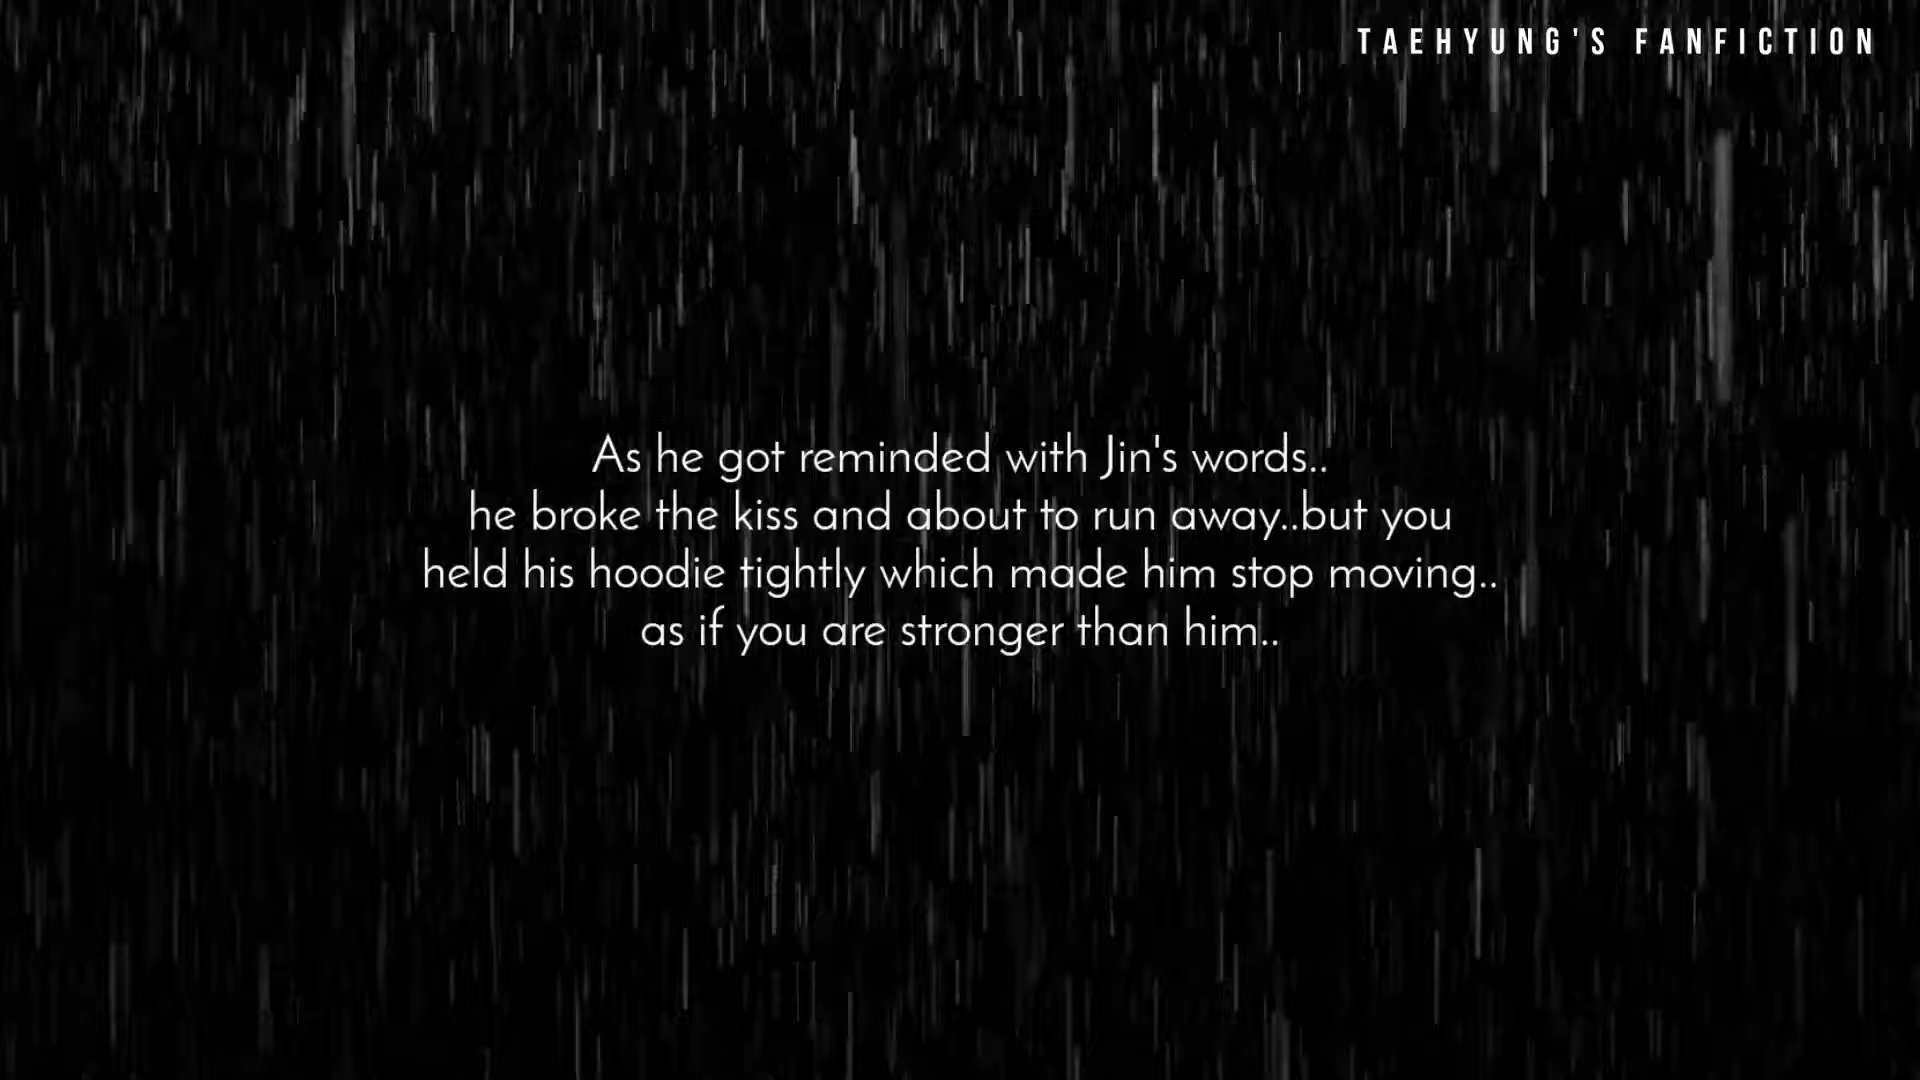 TAEHYUNG'S FANFICTION
As he got reminded with Jin's words..
he broke the kiss and about to run away..but you
held his hoodie tightly which made him stop moving..
as if you are stronger than him..